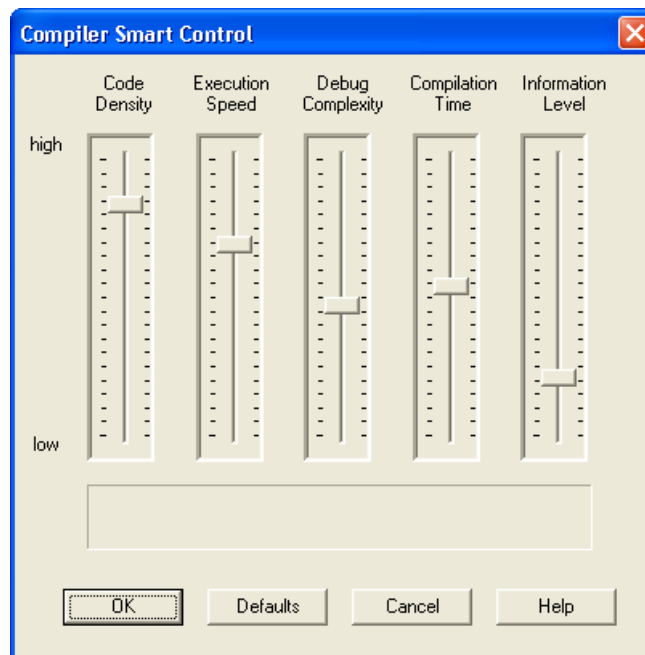 Compiler Smart Control
Code Density
Execution Speed
Debug Complexity
Compilation Time
Information Level
high
low
OK
Defaults
Cancel
Help